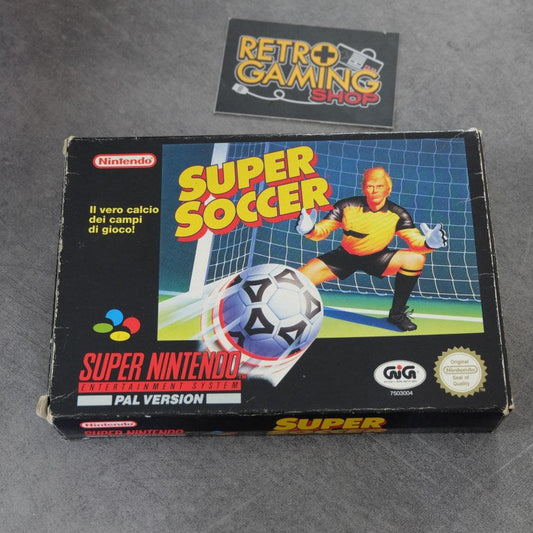 RETRO
GAMING
SHOP
Nintendo
SUPER
SOCCER
Il vero calcio
dei campi
di gioco!
SUPER NINTENDO
ENTERTAINMENT SYSTEM
PAL VERSION
GiG
7503004
Original
Nintendo
Seal of
Quality
Nintendo
SUPER NINTENDO
SUPER